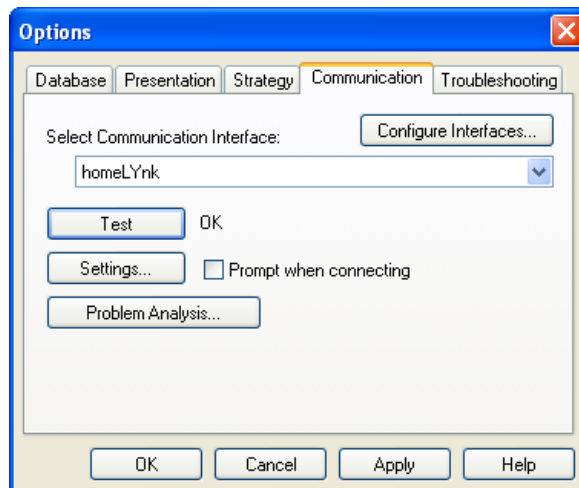 Options
Database Presentation Strategy Communication Troubleshooting
Select Communication Interface: Configure Interfaces...
homeLYnk
Test OK
Settings... Prompt when connecting
Problem Analysis...
OK Cancel Apply Help